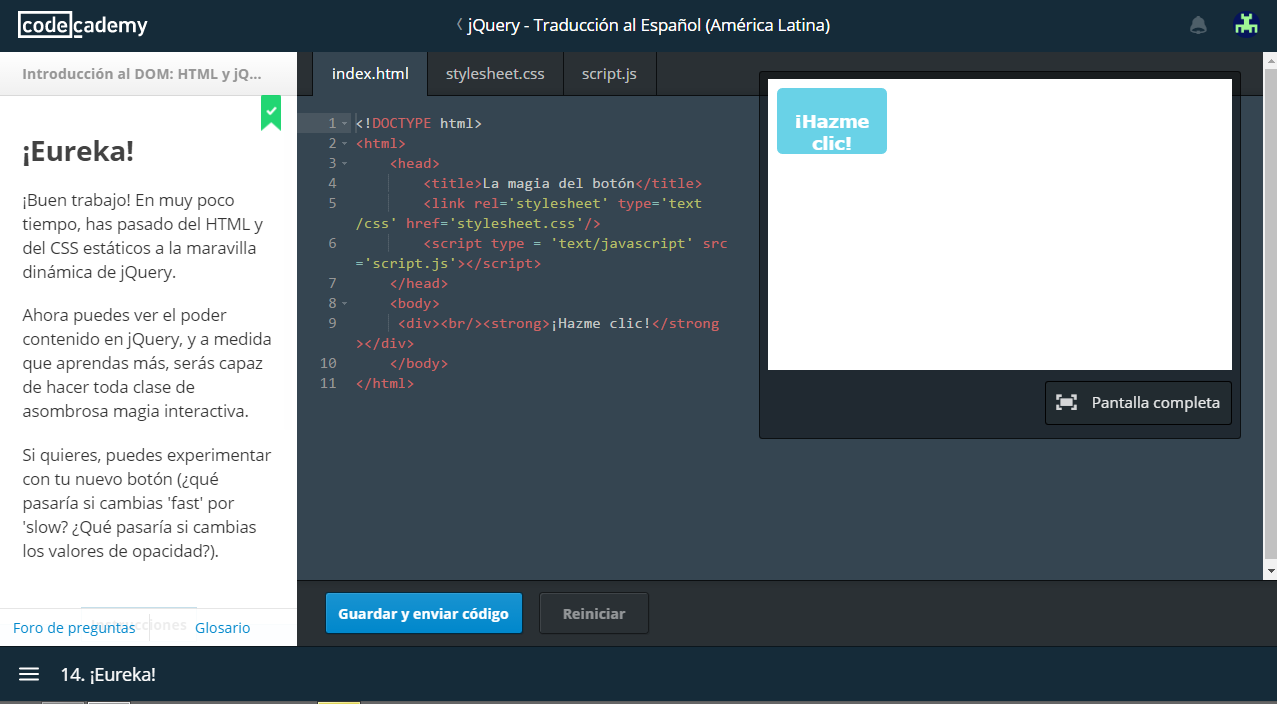 codecademy
jQuery - Traducción al Español (América Latina)
Introducción al DOM: HTML y jQ...
¡Eureka!
¡Buen trabajo! En muy poco
tiempo, has pasado del HTML y
del CSS estáticos a la maravilla
dinámica de jQuery.
Ahora puedes ver el poder
contenido en jQuery, y a medida
que aprendas más, serás capaz
de hacer toda clase de
asombrosa magia interactiva.
Si quieres, puedes experimentar
con tu nuevo botón (¿qué
pasaría si cambias 'fast' por
'slow? ¿Qué pasaría si cambias
los valores de opacidad?).
Foro de preguntas
Glosario
index.html
stylesheet.css
script.js
1 <!DOCTYPE html>
2 <html>
3 <head>
4 <title>La magia del botón</title>
5 <link rel='stylesheet' type='text
/css' href='stylesheet.css'/>
6 <script type = 'text/javascript' src
='script.js'></script>
7 </head>
8 <body>
9 <div><br/><strong>¡Hazme clic!</strong
></div>
10 </body>
11 </html>
¡Hazme
clic!
Pantalla completa
Guardar y enviar código
Reiniciar
14. ¡Eureka!